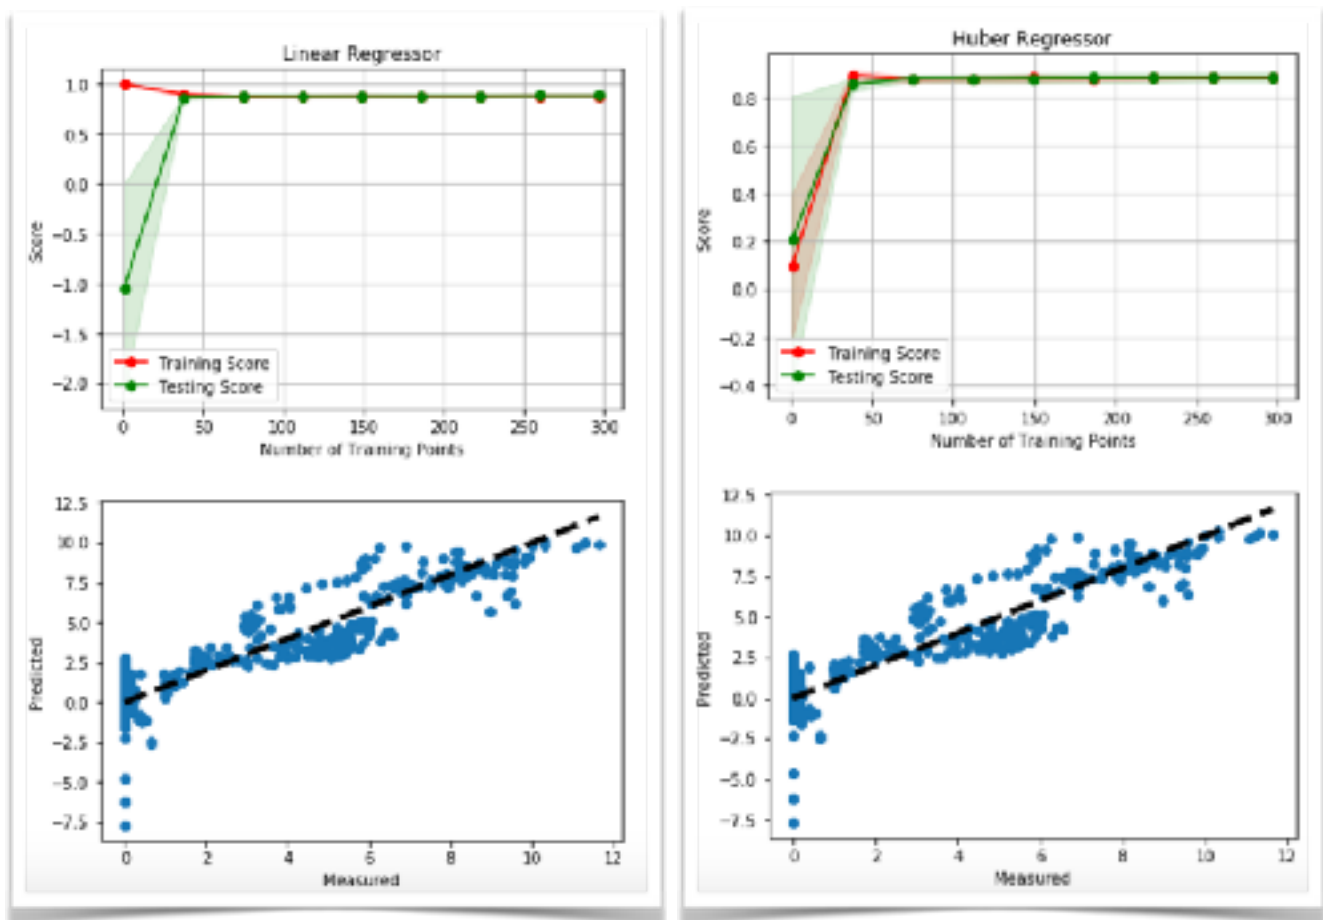 Linear Regressor
1.0
0.5
0.0
−0.5
−1.0
−1.5
−2.0
Score
Training Score
Testing Score
0 50 100 150 200 250 300
Number of Training Points
Huber Regressor
0.8
0.6
0.4
0.2
0.0
−0.2
−0.4
Score
Training Score
Testing Score
0 50 100 150 200 250 300
Number of Training Points
12.5
10.0
7.5
5.0
2.5
0.0
−2.5
−5.0
−7.5
Predicted
0 2 4 6 8 10 12
Measured
12.5
10.0
7.5
5.0
2.5
0.0
−2.5
−5.0
−7.5
Predicted
0 2 4 6 8 10 12
Measured